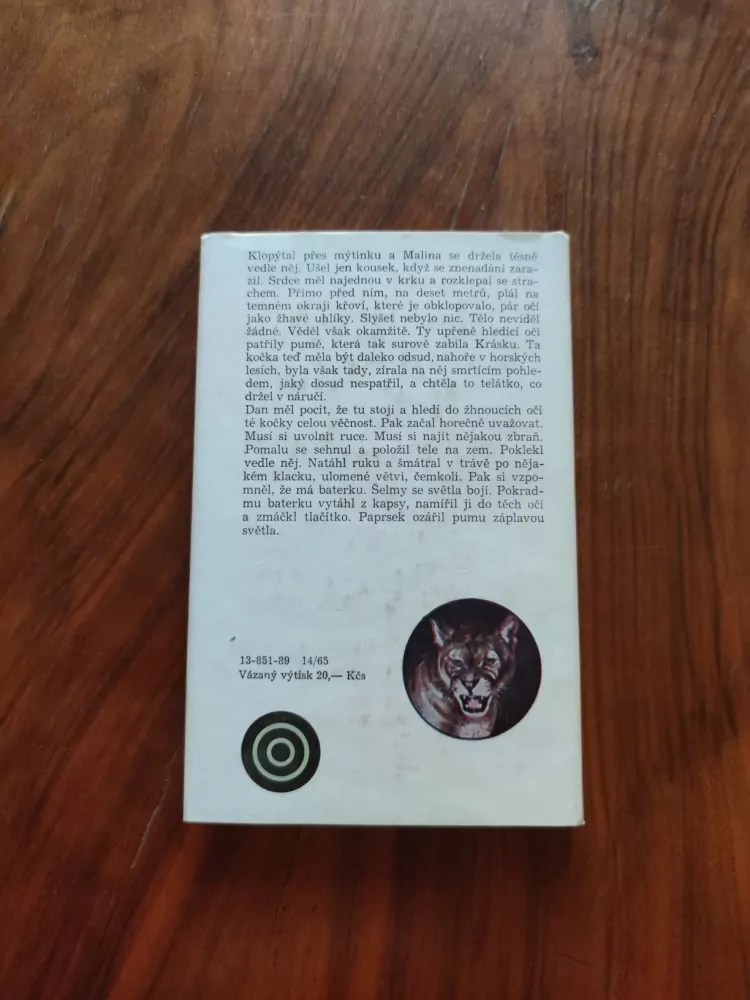 Klopýtal přes mýtinku a Malina se držela těsně
vedle něj. Ušel jen kousek, když se znenadání zara-
zil. Srdce měl najednou v krku a rozklepal se stra-
chem. Přímo před ním, na deset metrů, plál na
temném okraji křoví, které je obklopovalo, pár očí
jako žhavé uhlíky. Slyšet nebylo nic. Tělo neviděl
žádné. Věděl však okamžitě. Ty upřeně hledící oči
patřily pumě, která tak surově zabila Krásku. Ta
kočka teď měla být daleko odsud, nahoře v horských
lesích, byla však tady, zírala na něj smrtícím pohle-
dem, jaký dosud nespatřil, a chtěla to telátko, co
držel v náručí.
Dan měl pocit, že tu stojí a hledí do žhnoucích očí
té kočky celou věčnost. Pak začal horečně uvažovat.
Musí si uvolnit ruce. Musí si najít nějakou zbraň.
Pomalu se sehnul a položil tele na zem. Poklekl
vedle něj. Natáhl ruku a šmátral v trávě po něja-
kém klacku, ulomené větvi, čemkoli. Pak si vzpo-
mněl, že má baterku. Šelmy se světla bojí. Pokrad-
mu baterku vytáhl z kapsy, namířil ji do těch očí
a zmáčkl tlačítko. Paprsek ozářil pumu záplavou
světla.
13-851-89 14/65
Vázaný výtisk 20,— Kčs